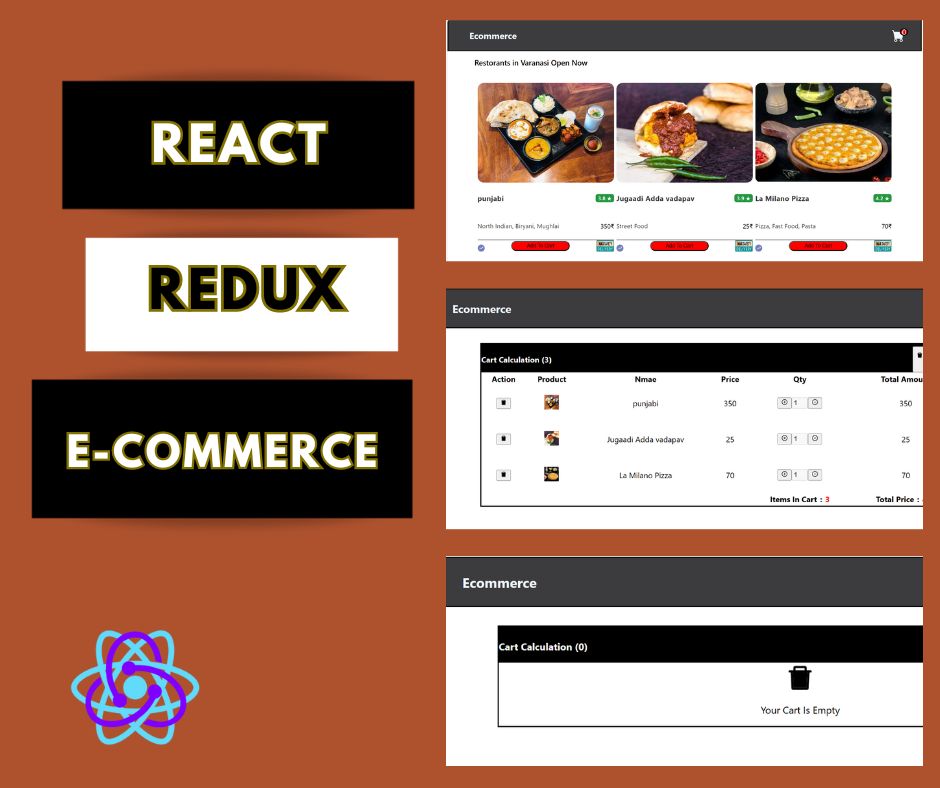 REACT
REDUX
E-COMMERCE
Ecommerce
0
Restorants in Varanasi Open Now
punjabi
3.8 ★
Jugaadi Adda vadapav
3.9 ★
La Milano Pizza
4.2 ★
North Indian, Biryani, Mughlai
350₹
Street Food
25₹
Pizza, Fast Food, Pasta
70₹
Add To Cart
Add To Cart
Add To Cart
Ecommerce
Cart Calculation (3)
Action Product Nmae Price Qty Total Amou
punjabi 350 1 350
Jugaadi Adda vadapav 25 1 25
La Milano Pizza 70 1 70
Items In Cart : 3 Total Price :
Ecommerce
Cart Calculation (0)
Your Cart Is Empty